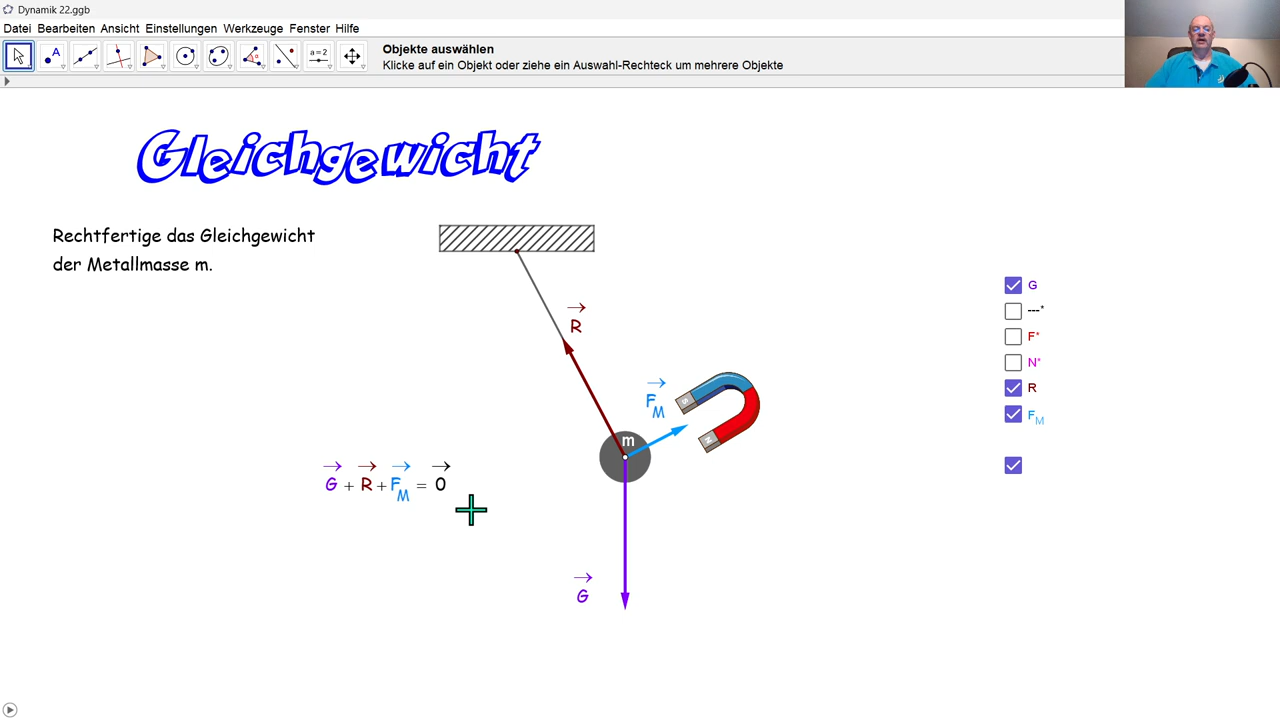 Dynamik 22.ggb
Datei Bearbeiten Ansicht Einstellungen Werkzeuge Fenster Hilfe
A
a=2
Objekte auswählen
Klicke auf ein Objekt oder ziehe ein Auswahl-Rechteck um mehrere Objekte
Gleichgewicht
Rechtfertige das Gleichgewicht
der Metallmasse m.
G
---*
F*
N*
R
F_M
R
F_M
S
N
m
G + R + F_M = 0
G